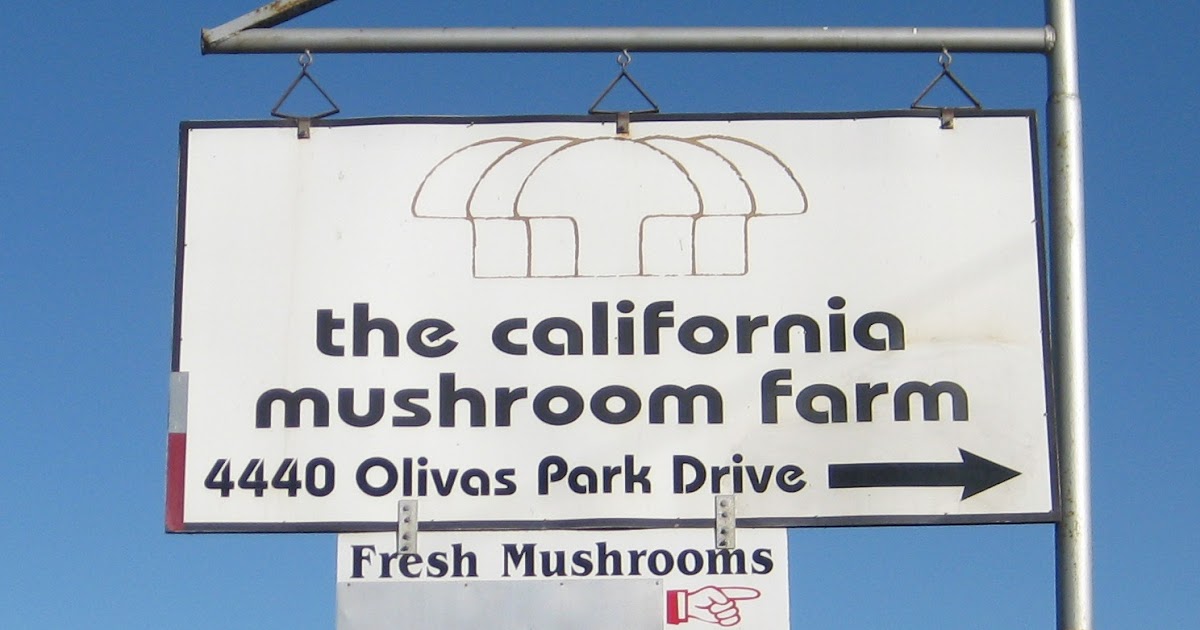 the california
mushroom farm
4440 Olivas Park Drive
Fresh Mushrooms